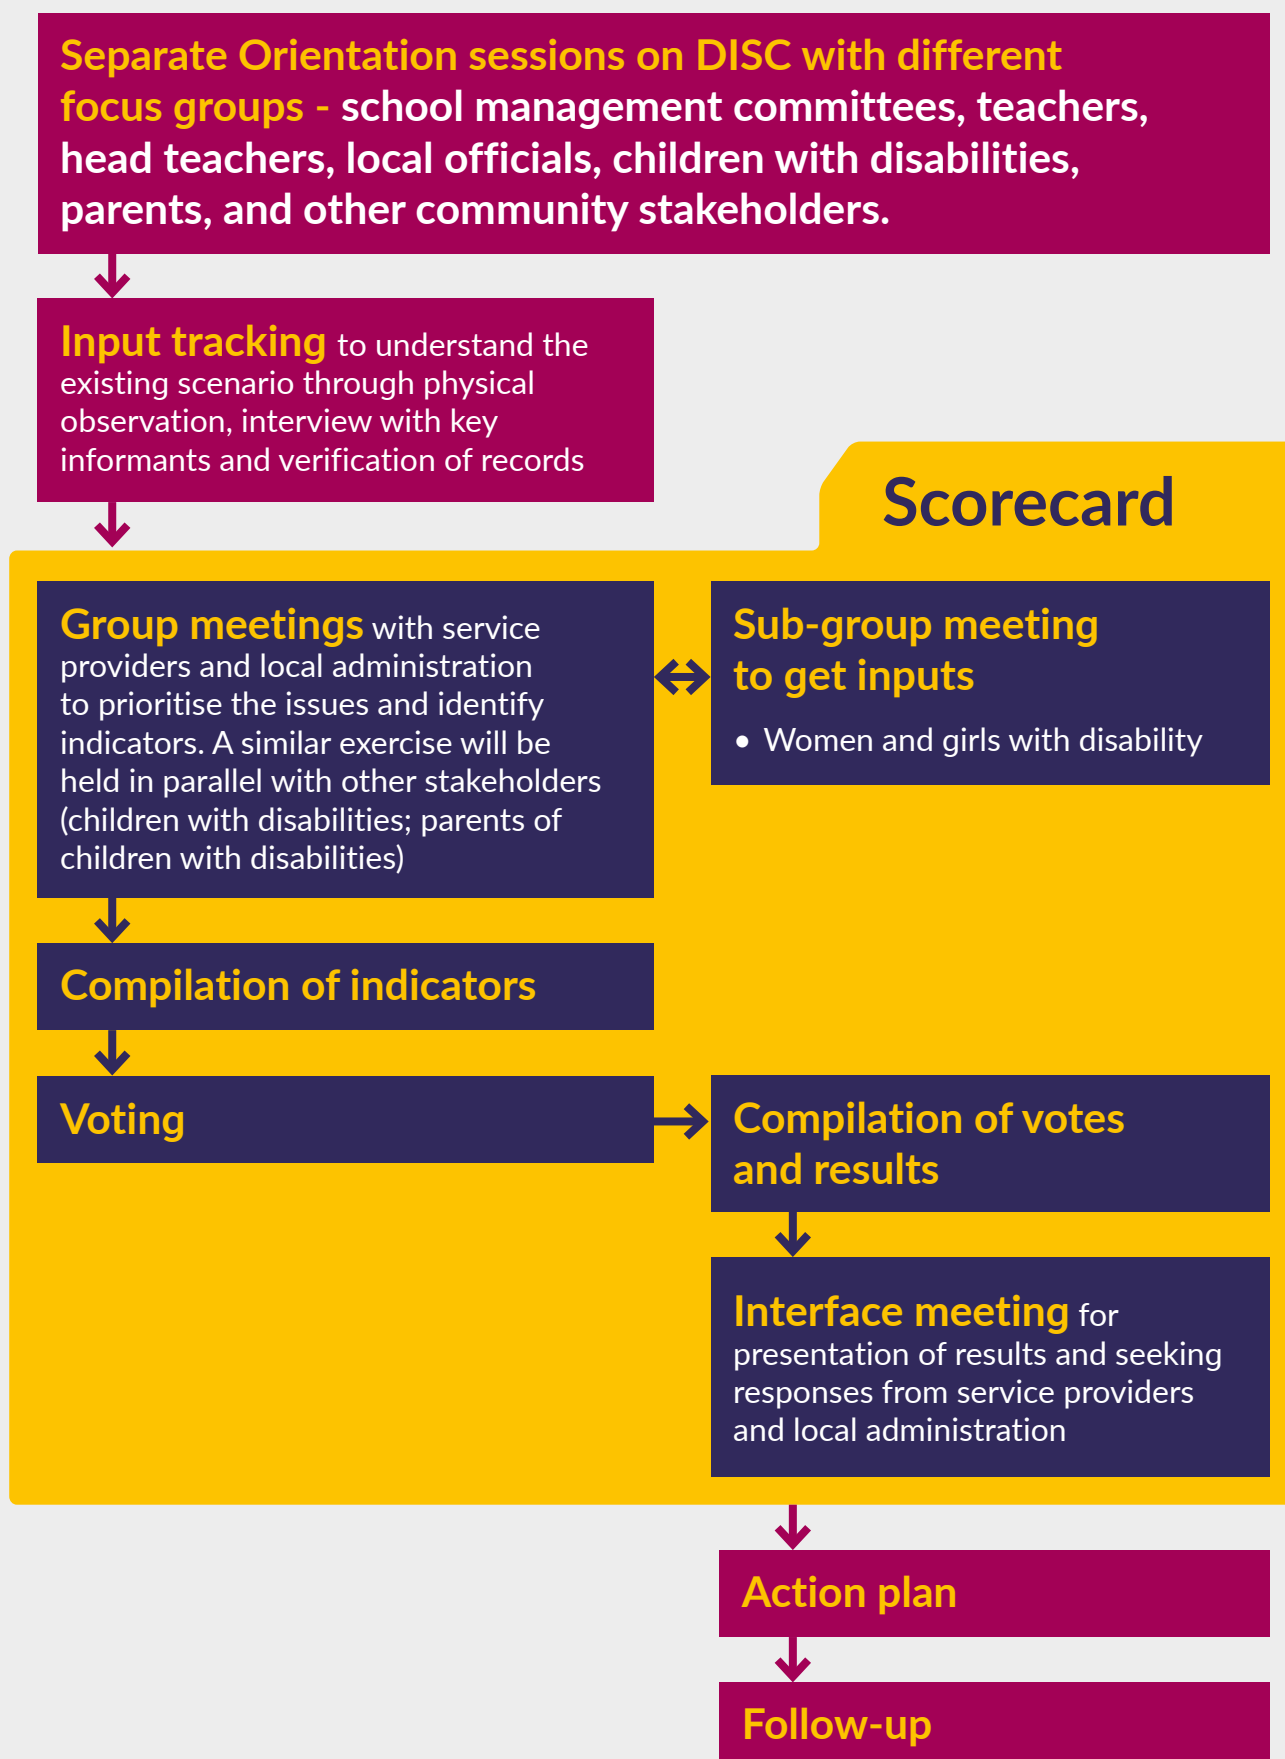 Separate Orientation sessions on DISC with different
focus groups - school management committees, teachers,
head teachers, local officials, children with disabilities,
parents, and other community stakeholders.
Input tracking to understand the
existing scenario through physical
observation, interview with key
informants and verification of records
Scorecard
Group meetings with service
providers and local administration
to prioritise the issues and identify
indicators. A similar exercise will be
held in parallel with other stakeholders
(children with disabilities; parents of
children with disabilities)
Sub-group meeting
to get inputs
• Women and girls with disability
Compilation of indicators
Voting
Compilation of votes
and results
Interface meeting for
presentation of results and seeking
responses from service providers
and local administration
Action plan
Follow-up